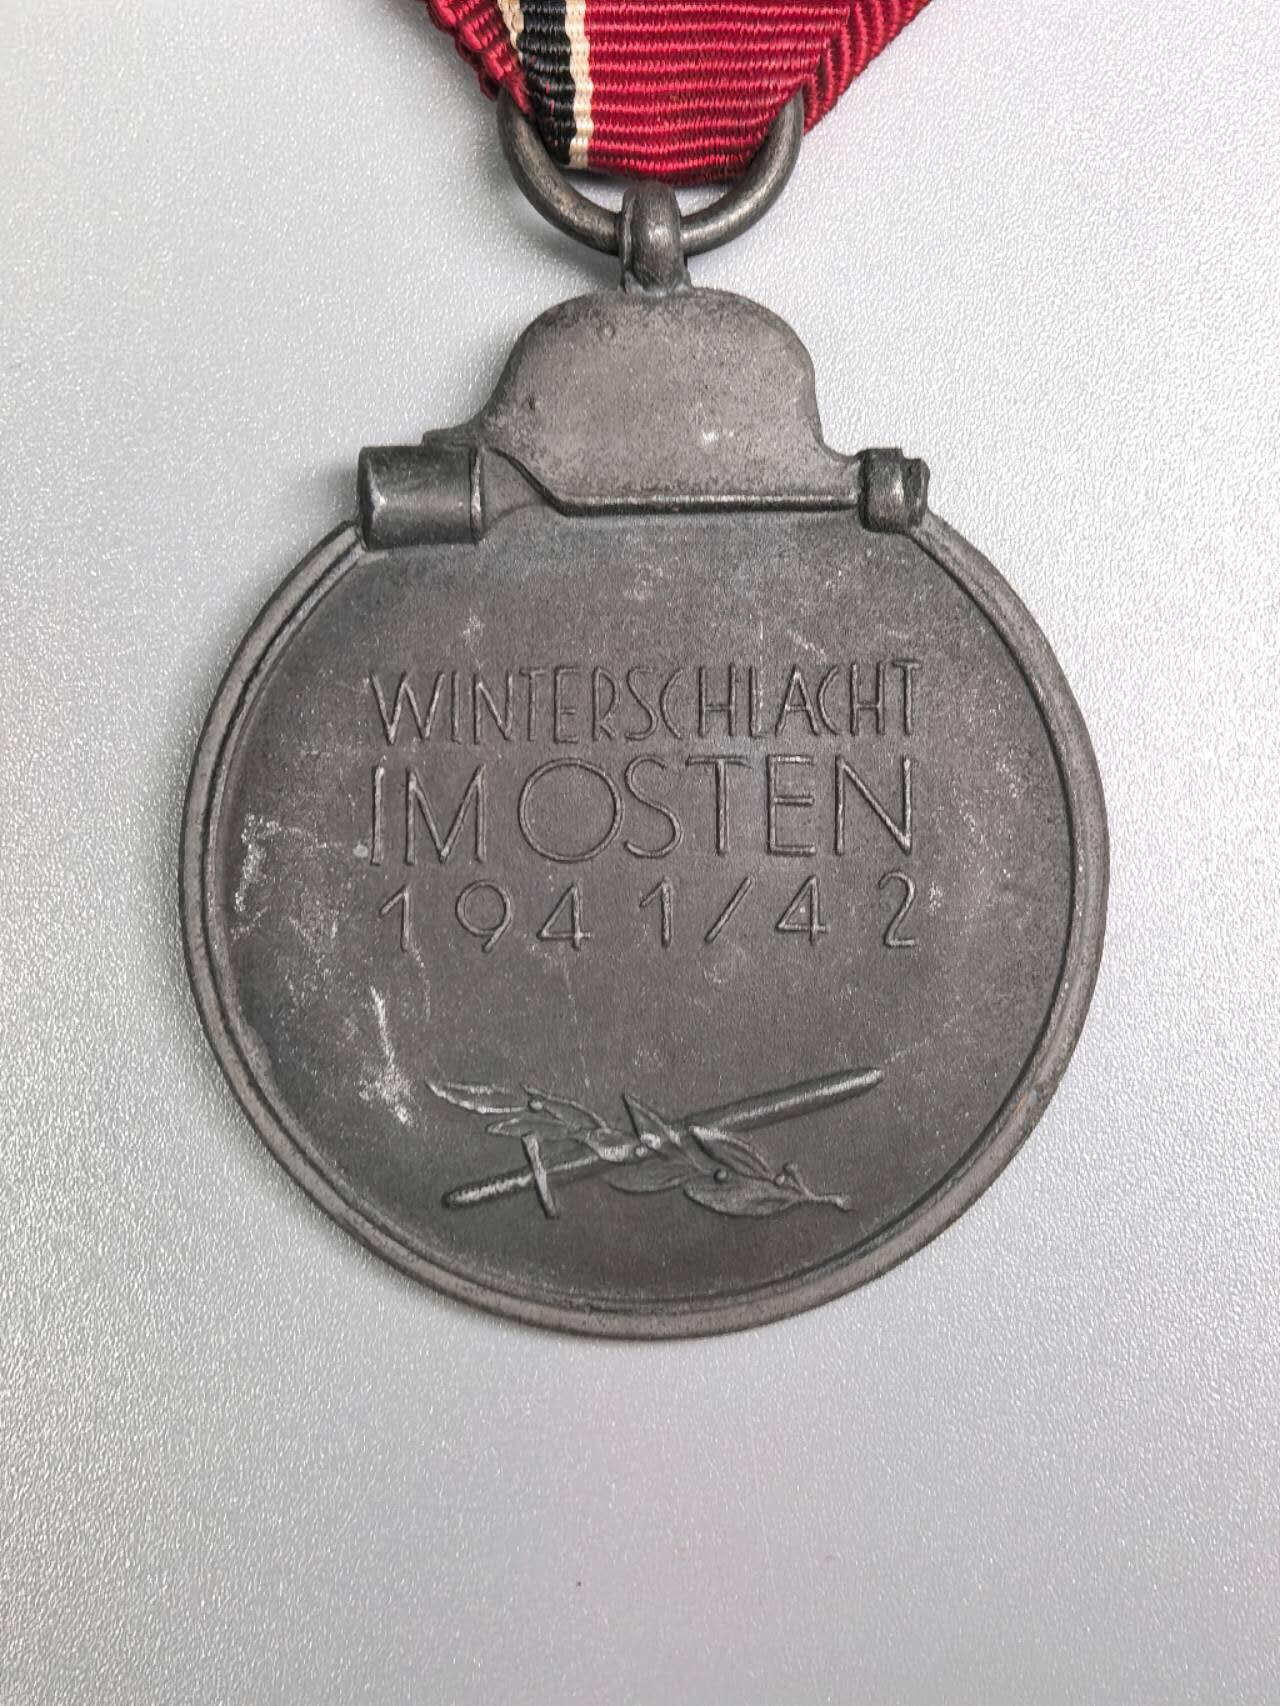 WINTERSCHLACHT
IM OSTEN
1941/42